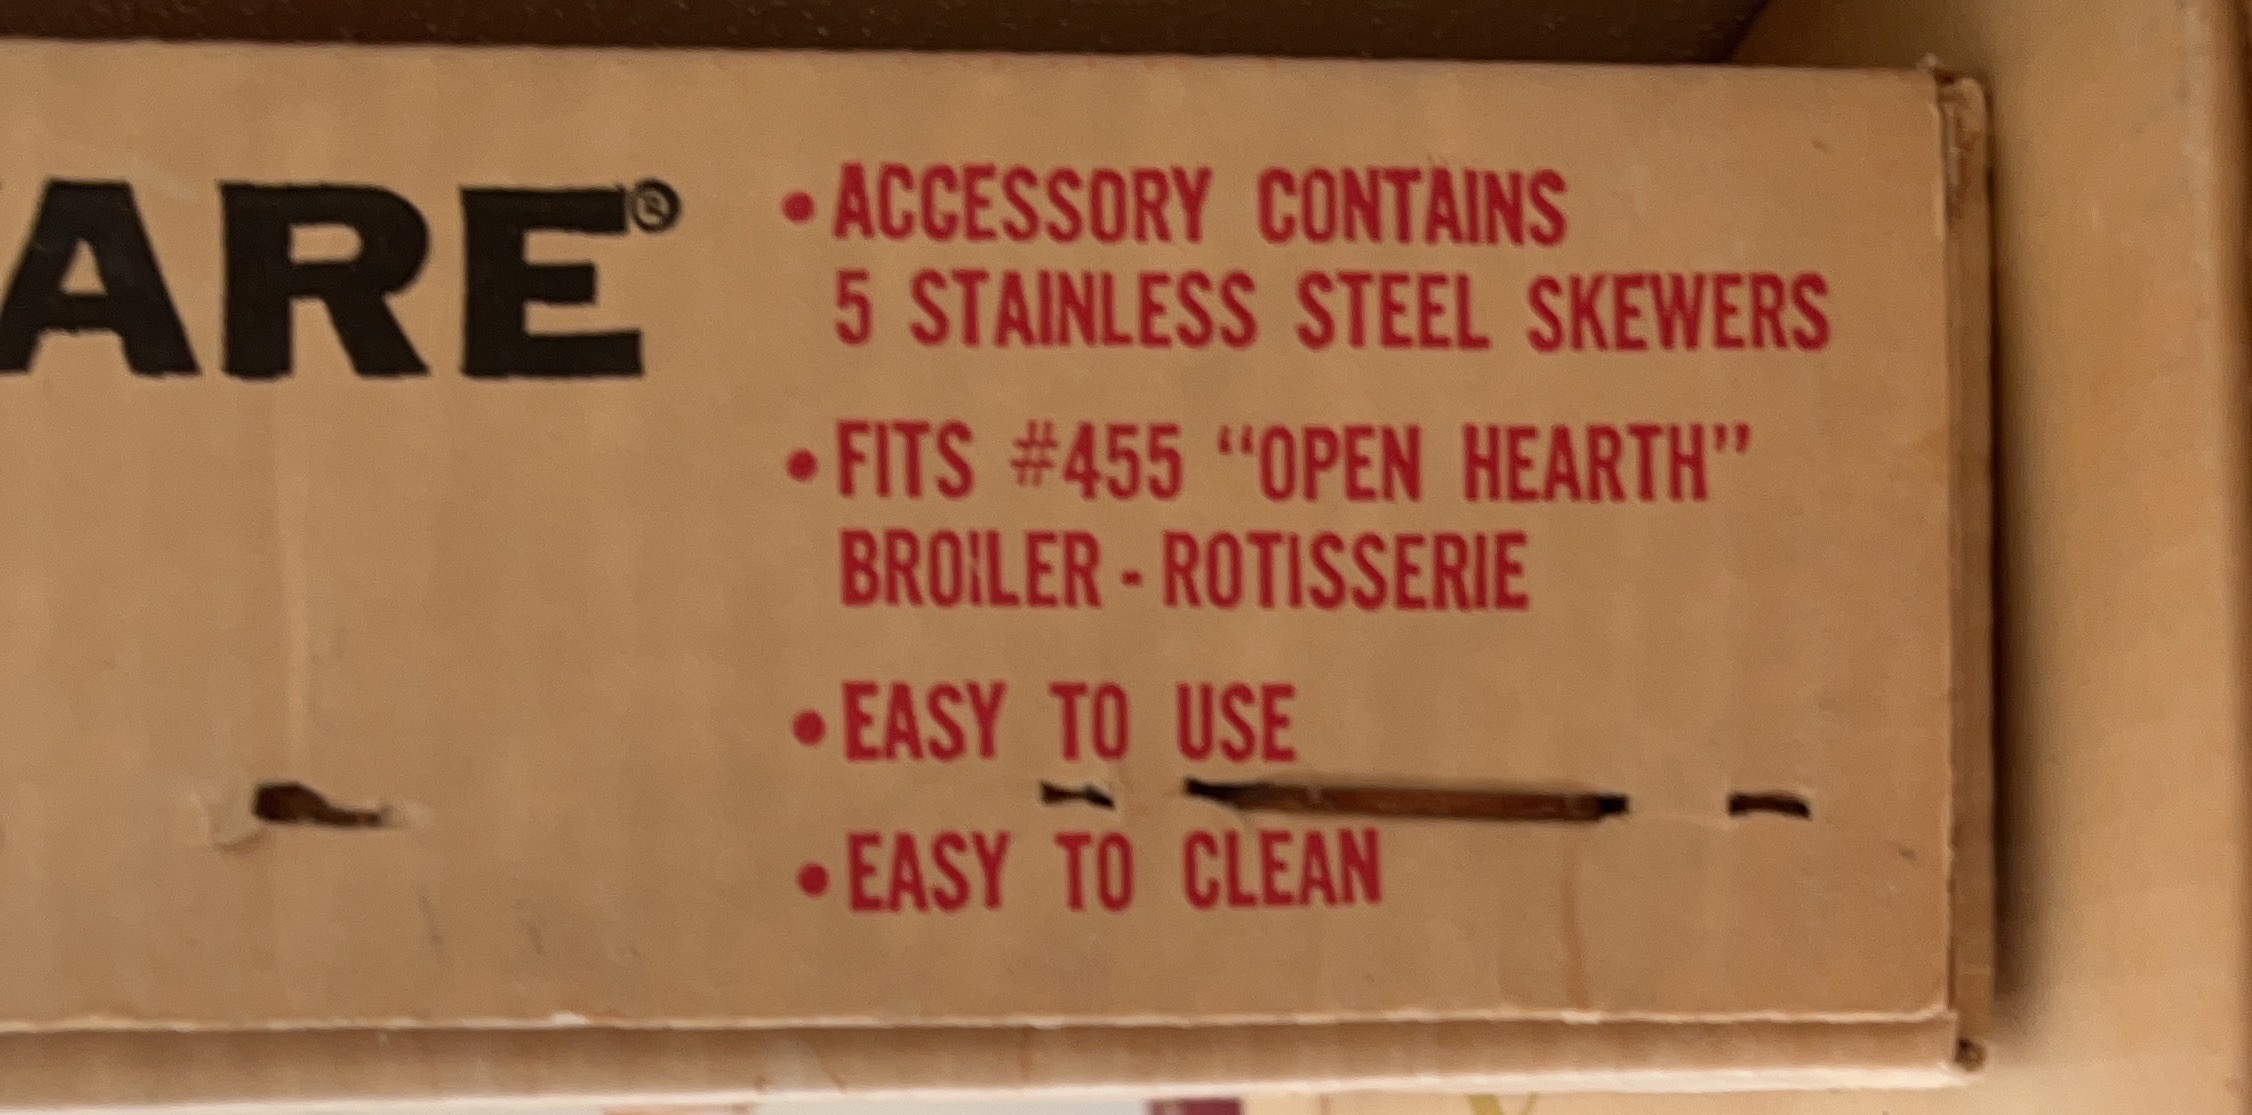 ARE®
• ACCESSORY CONTAINS
5 STAINLESS STEEL SKEWERS
• FITS #455 “OPEN HEARTH”
BROILER - ROTISSERIE
• EASY TO USE
• EASY TO CLEAN